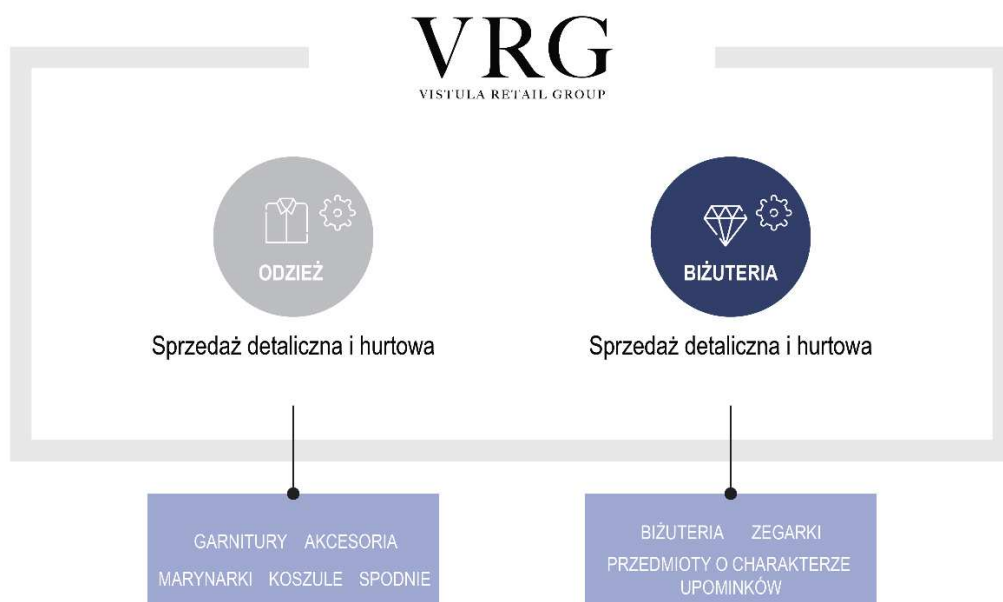 VRG
VISTULA RETAIL GROUP
ODZIEŻ
Sprzedaż detaliczna i hurtowa
GARNITURY AKCESORIA
MARYNARKI KOSZULE SPODNIE
BIŻUTERIA
Sprzedaż detaliczna i hurtowa
BIŻUTERIA ZEGARKI
PRZEDMIOTY O CHARAKTERZE
UPOMINKÓW